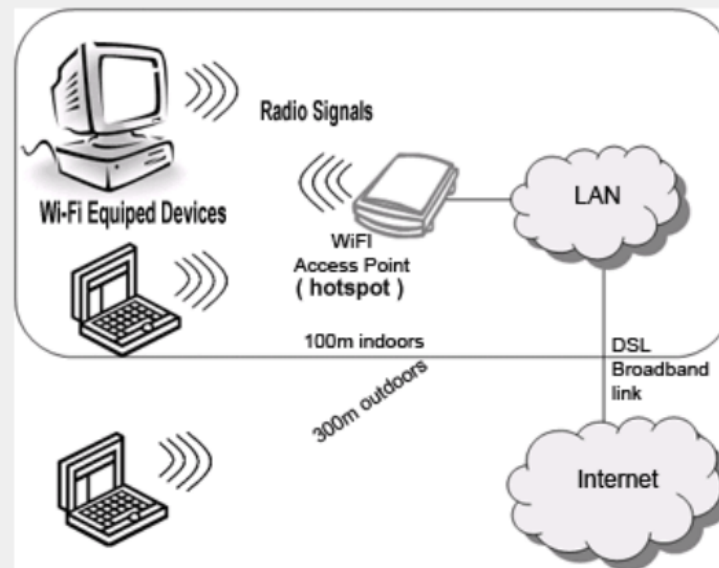 Radio Signals
Wi-Fi Equiped Devices
WiFI
Access Point
( hotspot )
LAN
100m indoors
300m outdoors
DSL
Broadband
link
Internet